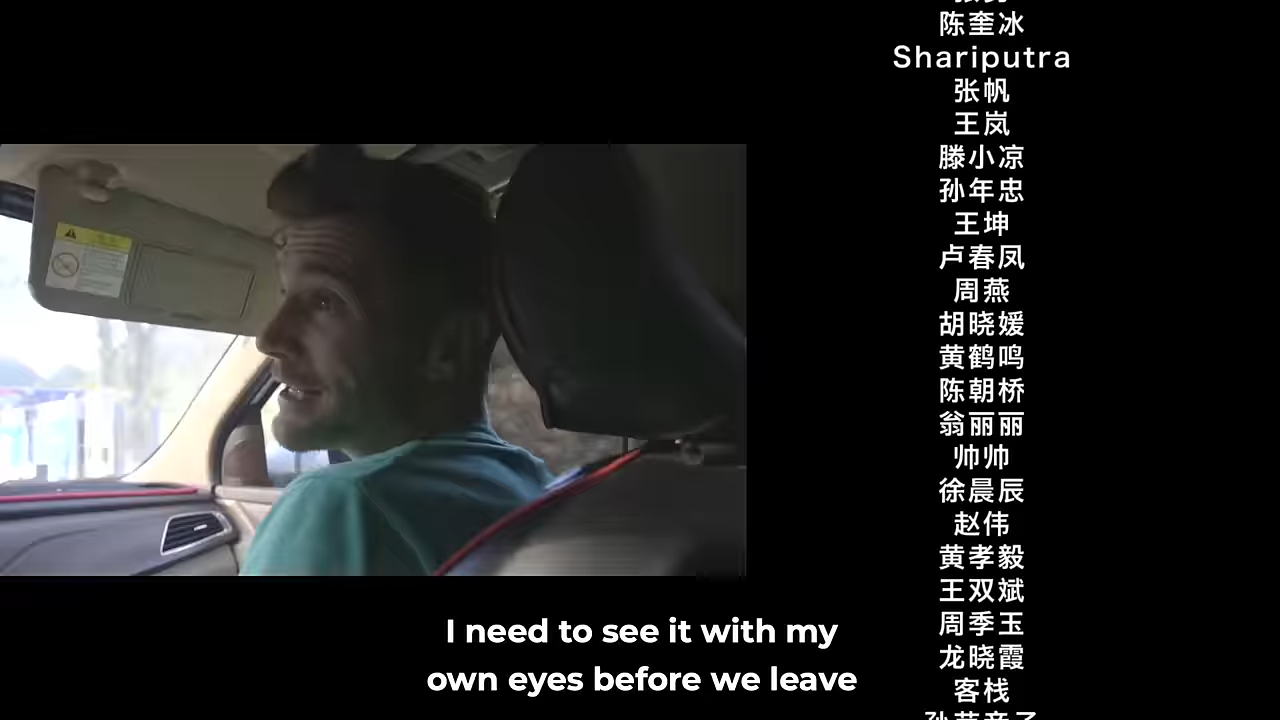 陈奎冰
Shariputra
张帆
王岚
滕小凉
孙年忠
王坤
卢春凤
周燕
胡晓媛
黄鹤鸣
陈朝桥
翁丽丽
帅帅
徐晨辰
赵伟
黄孝毅
王双斌
周季玉
龙晓霞
客栈
I need to see it with my
own eyes before we leave